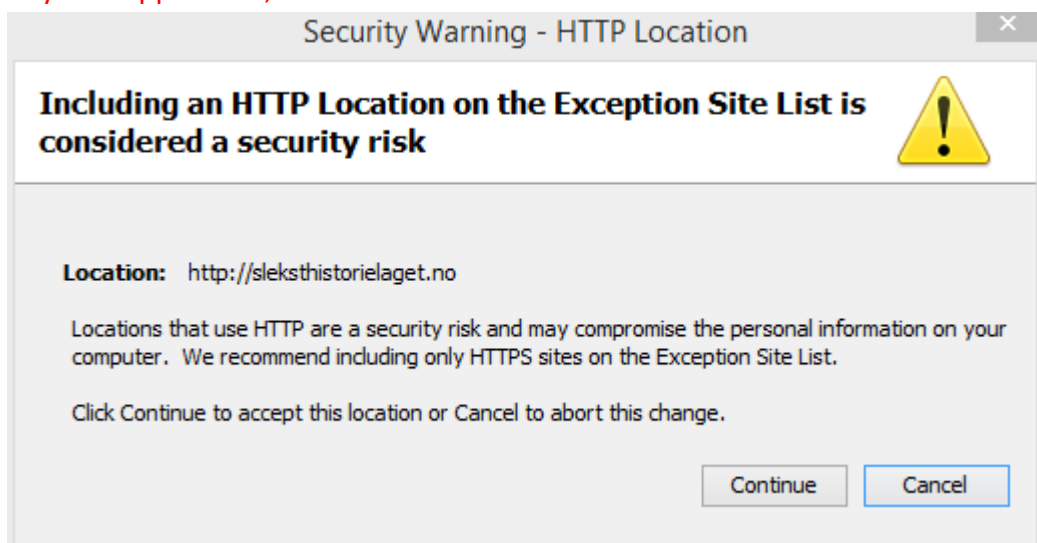 Security Warning - HTTP Location
Including an HTTP Location on the Exception Site List is
considered a security risk
Location: http://sleksthistorielaget.no
Locations that use HTTP are a security risk and may compromise the personal information on your
computer. We recommend including only HTTPS sites on the Exception Site List.
Click Continue to accept this location or Cancel to abort this change.
Continue Cancel